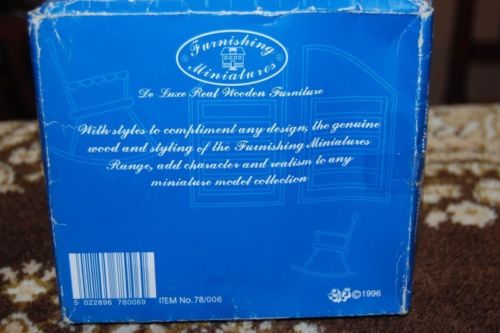 Furnishing
Miniatures
De Luxe Real Wooden Furniture
With styles to compliment any design, the genuine
wood and styling of the Furnishing Miniatures
Range, add character and realism to any
miniature model collection
5 022896 780069
ITEM No. 78/006
©1996